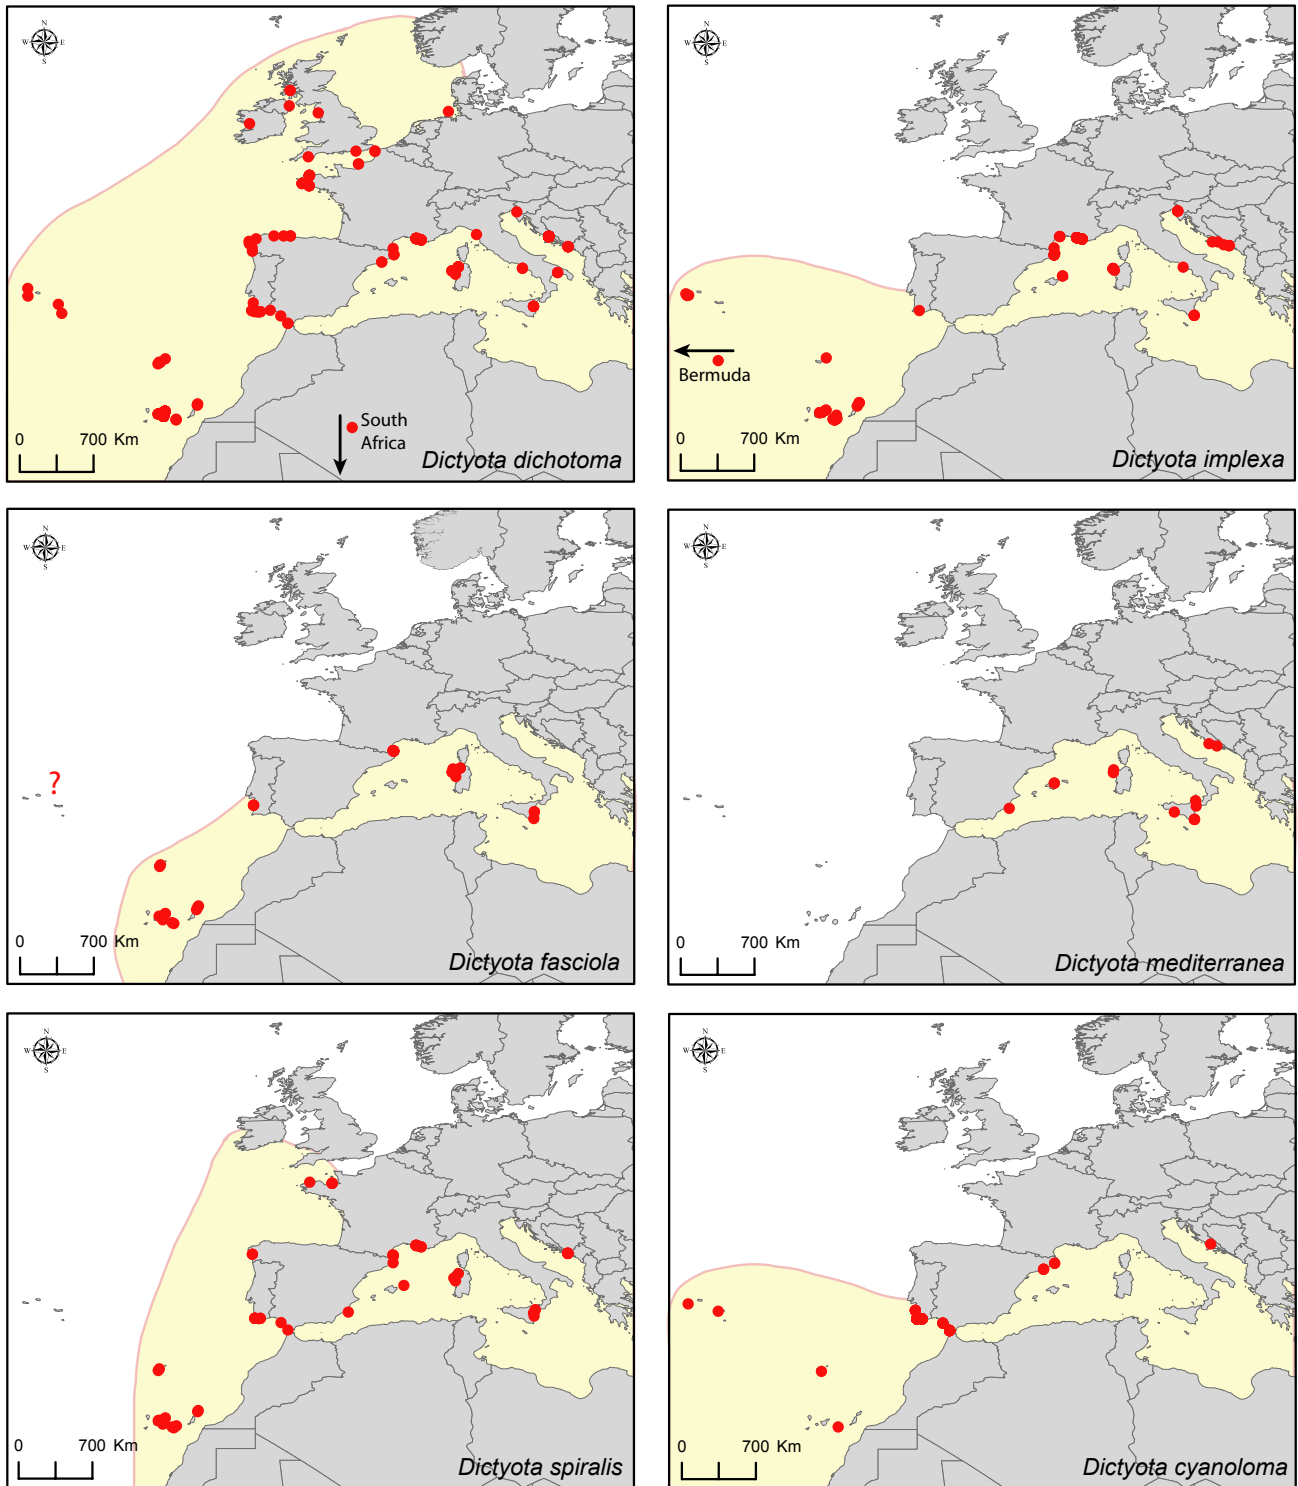 N
W E
S
South
Africa
0 700 Km
Dictyota dichotoma
N
W E
S
Bermuda
0 700 Km
Dictyota implexa
N
W E
S
?
0 700 Km
Dictyota fasciola
N
W E
S
0 700 Km
Dictyota mediterranea
N
W E
S
0 700 Km
Dictyota spiralis
N
W E
S
0 700 Km
Dictyota cyanoloma